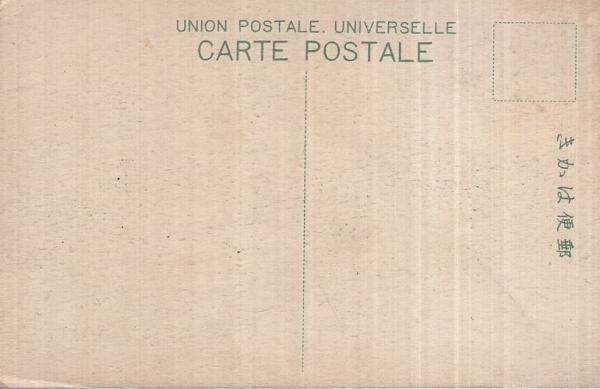 UNION POSTALE. UNIVERSELLE
CARTE POSTALE
郵便はかき